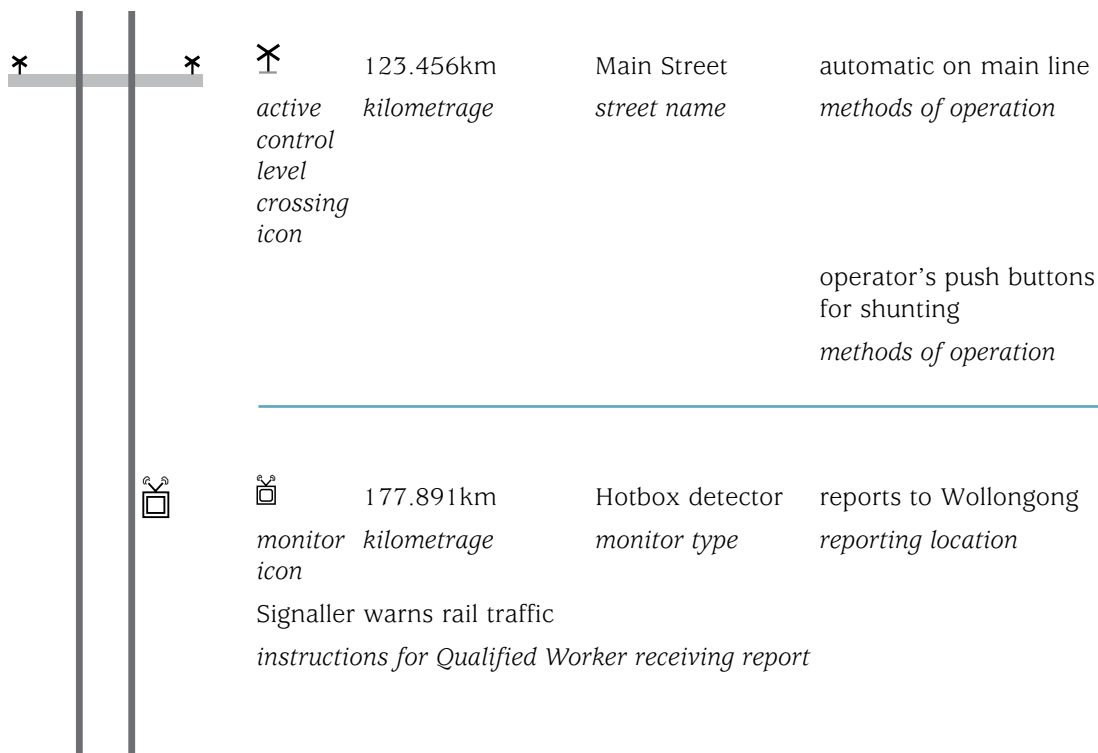 123.456km Main Street automatic on main line
active control level crossing icon kilometrage street name methods of operation
operator's push buttons
for shunting
methods of operation
177.891km Hotbox detector reports to Wollongong
monitor icon kilometrage monitor type reporting location
Signaller warns rail traffic
instructions for Qualified Worker receiving report